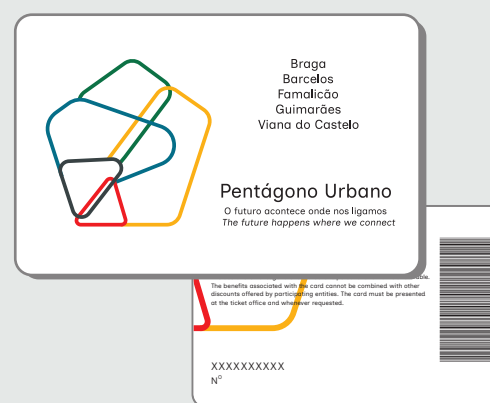 Braga
Barcelos
Famalicão
Guimarães
Viana do Castelo
Pentágono Urbano
O futuro acontece onde nos ligamos
The future happens where we connect
The benefits associated with the card cannot be combined with other
discounts offered by participating entities. The card must be presented
at the ticket office and whenever requested.
XXXXXXXXXX
Nº